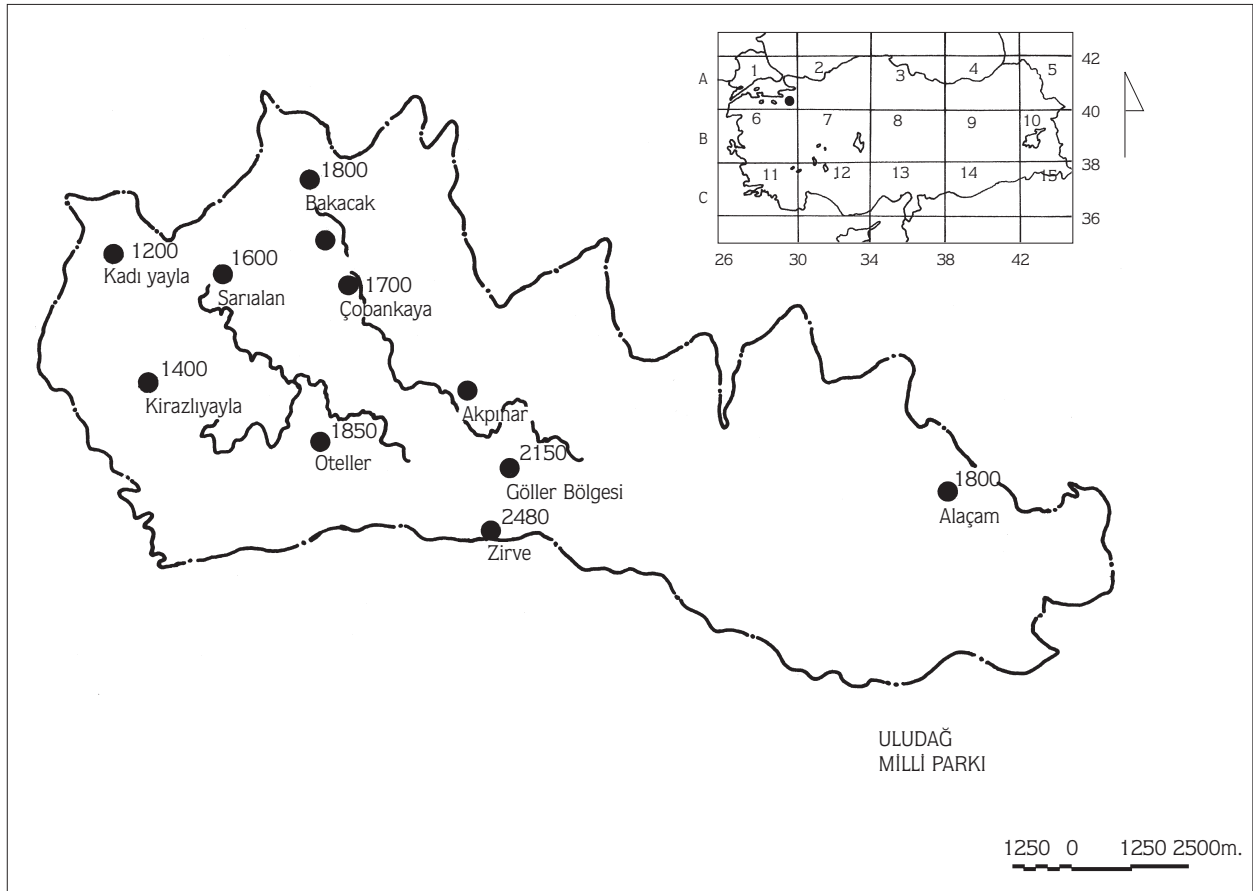 1 2 3 4 5 42
A
40
6 7 8 9 10
B
38
11 12 13 14 15
C
36
26 30 34 38 42
1800
Bakacak
1200
Kadı yayla
1600
Sarıalan
1700
Çobankaya
1400
Kirazlıyayla
Akpınar
1850
Oteller
2150
Göller Bölgesi
1800
Alaçam
2480
Zirve
ULUDAĞ
MİLLİ PARKI
1250 0 1250 2500m.